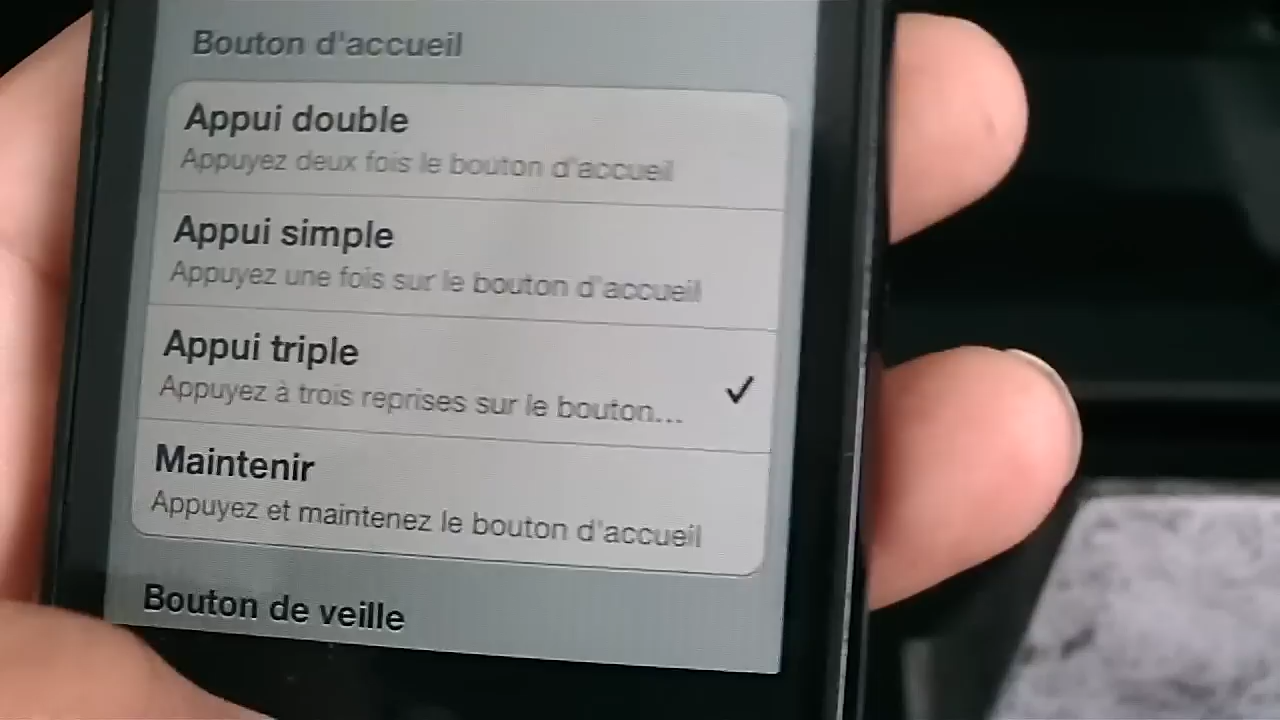 Bouton d'accueil
Appui double
Appuyez deux fois le bouton d'accueil
Appui simple
Appuyez une fois sur le bouton d'accueil
Appui triple
Appuyez à trois reprises sur le bouton...
Maintenir
Appuyez et maintenez le bouton d'accueil
Bouton de veille